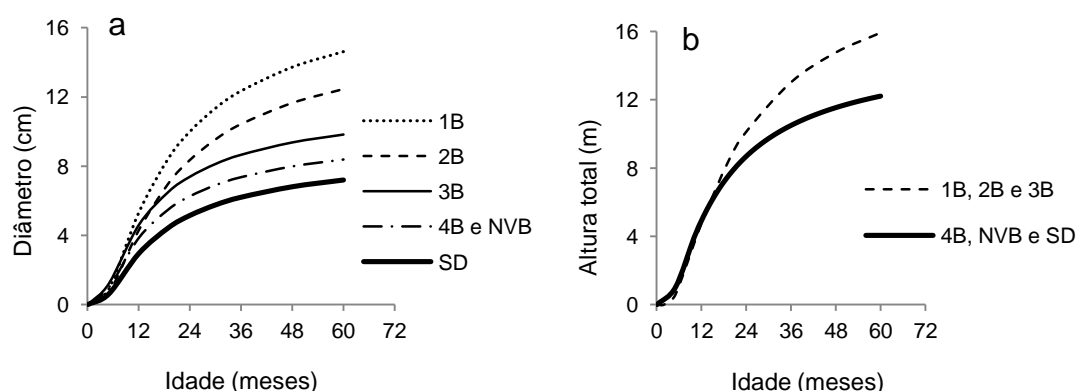 a
16
12
8
4
0
Diâmetro (cm)
0 12 24 36 48 60 72
Idade (meses)
1B
2B
3B
4B e NVB
SD
b
16
12
8
4
0
Altura total (m)
0 12 24 36 48 60 72
Idade (meses)
1B, 2B e 3B
4B, NVB e SD